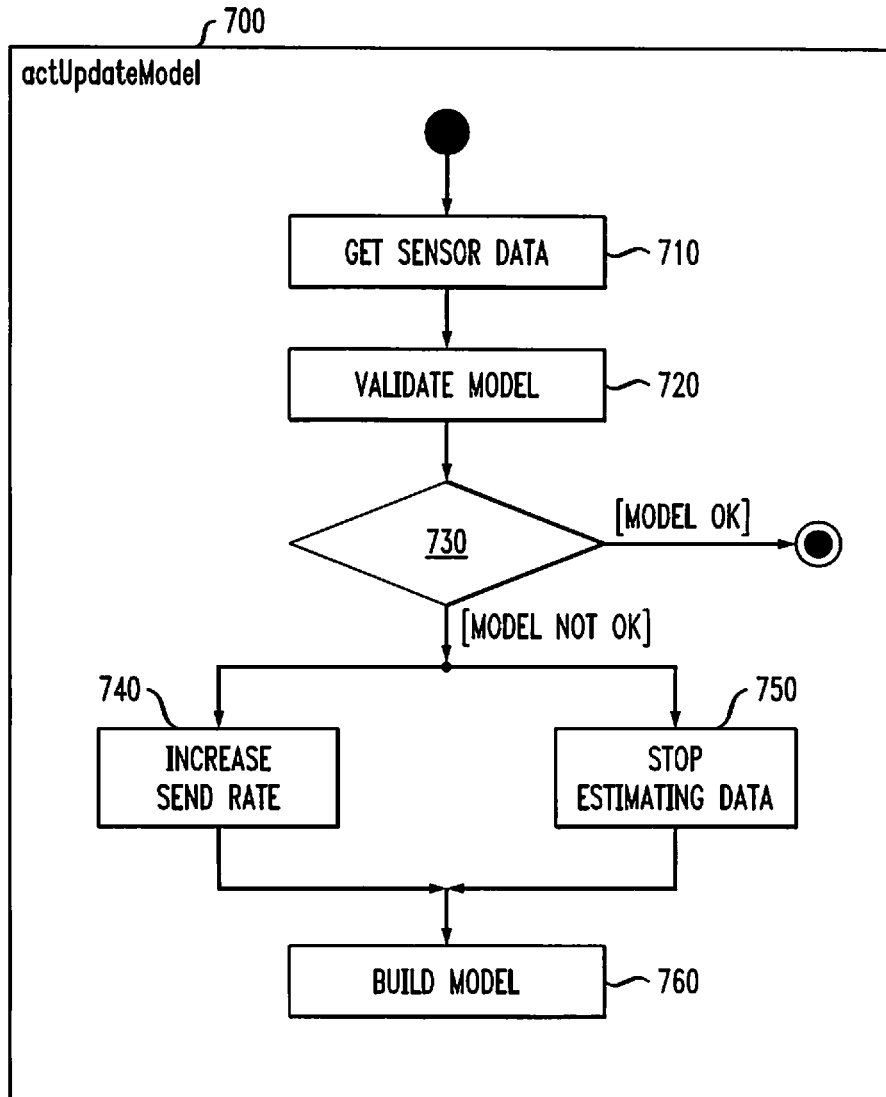 700
actUpdateModel
GET SENSOR DATA
710
VALIDATE MODEL
720
730
[MODEL OK]
[MODEL NOT OK]
740
750
INCREASE
SEND RATE
STOP
ESTIMATING DATA
BUILD MODEL
760